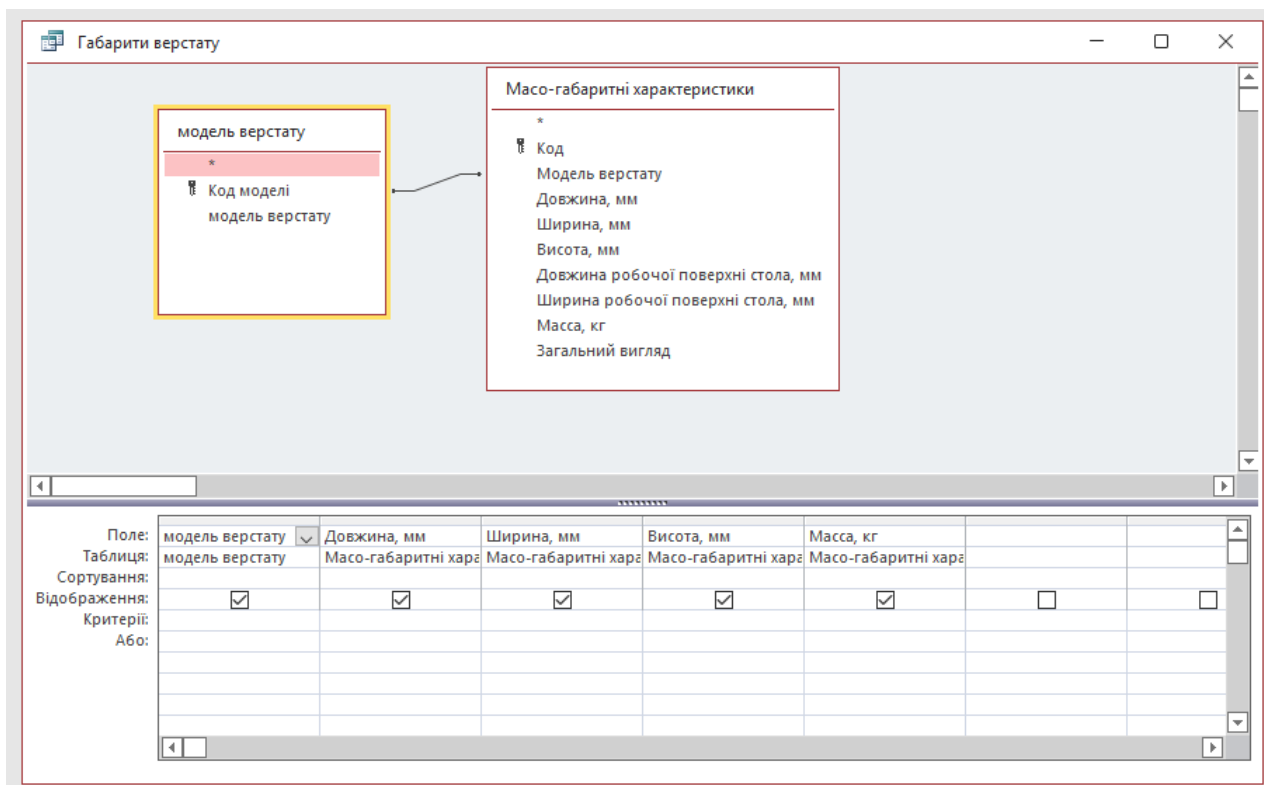 Габарити верстату
модель верстату
*
Код моделі
модель верстату
Масо-габаритні характеристики
*
Код
Модель верстату
Довжина, мм
Ширина, мм
Висота, мм
Довжина робочої поверхні стола, мм
Ширина робочої поверхні стола, мм
Масса, кг
Загальний вигляд
Поле: модель верстату Довжина, мм Ширина, мм Висота, мм Масса, кг
Таблиця: модель верстату Масо-габаритні хара Масо-габаритні хара Масо-габаритні хара Масо-габаритні хара
Сортування:
Відображення:
Критерії:
Або: